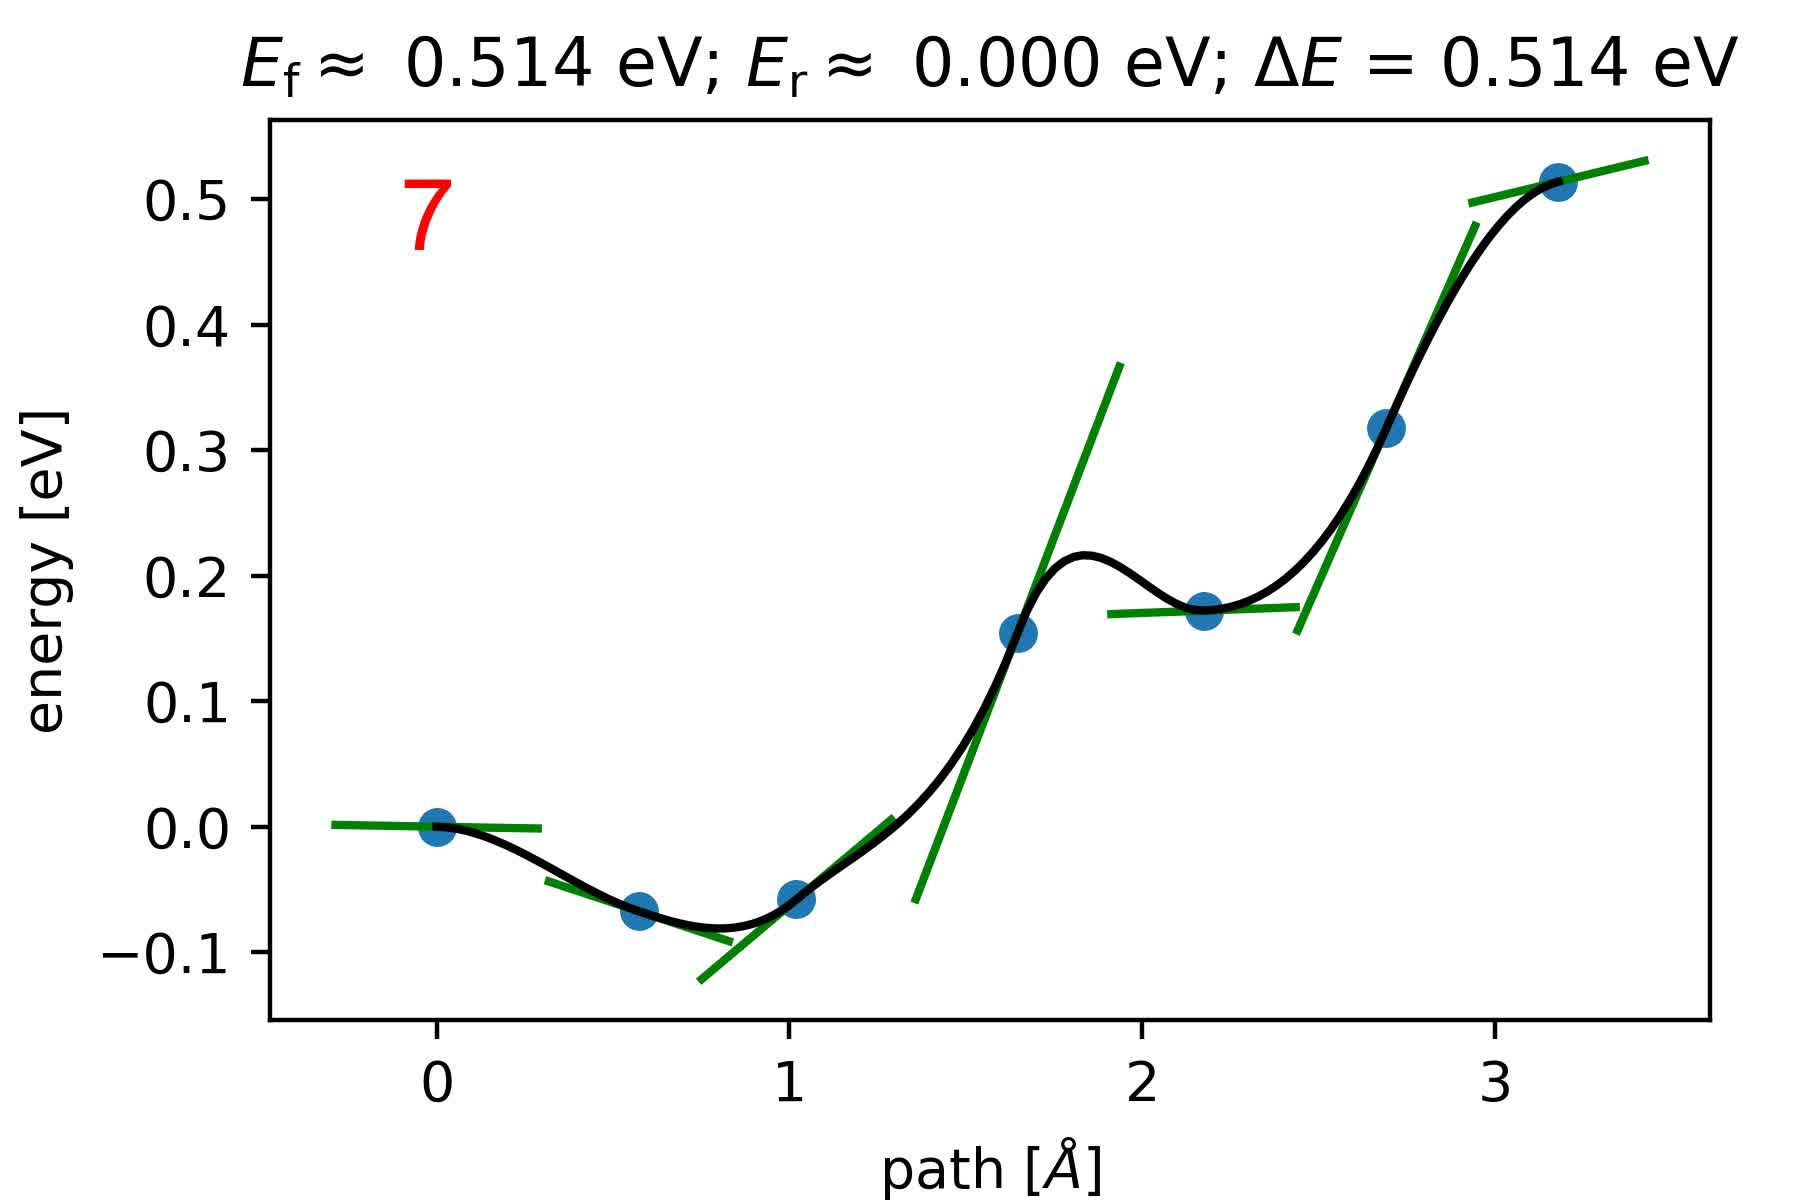 E_f ≈ 0.514 eV; E_r ≈ 0.000 eV; ΔE = 0.514 eV
7
energy [eV]
0.5
0.4
0.3
0.2
0.1
0.0
−0.1
0 1 2 3
path [Å]